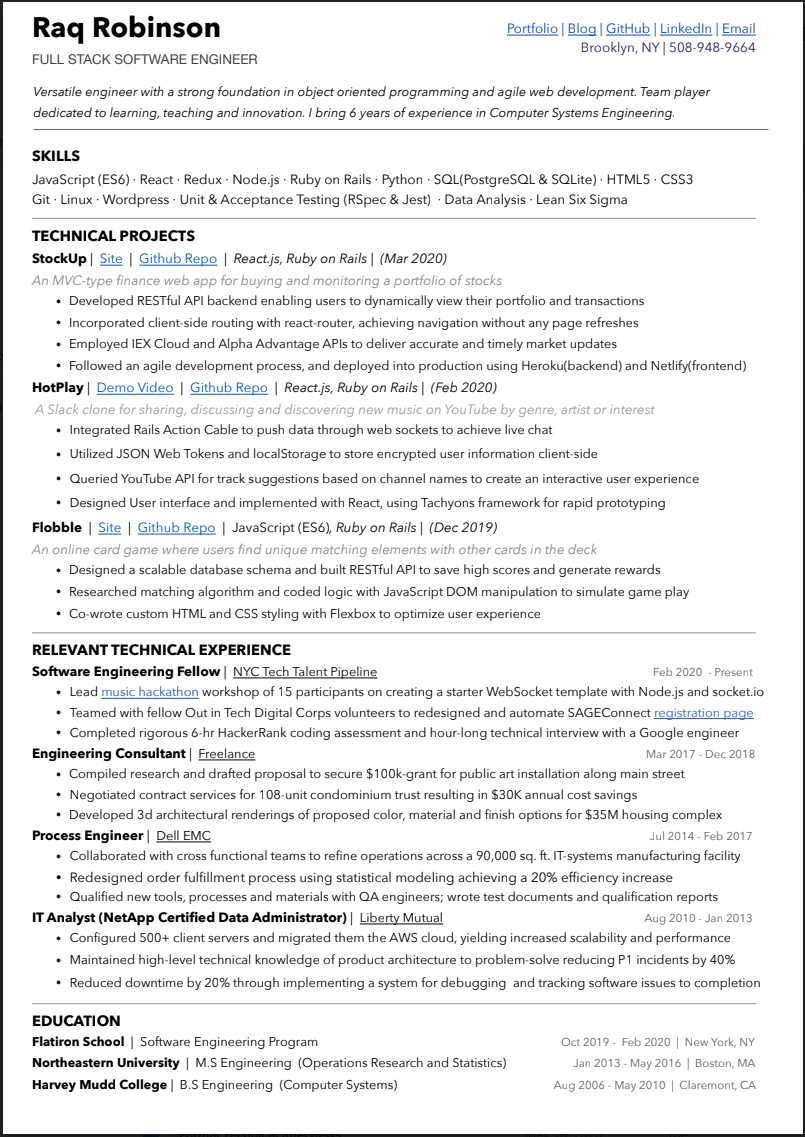 Raq Robinson
Portfolio | Blog | GitHub | LinkedIn | Email
Brooklyn, NY | 508-948-9664
FULL STACK SOFTWARE ENGINEER
Versatile engineer with a strong foundation in object oriented programming and agile web development. Team player
dedicated to learning, teaching and innovation. I bring 6 years of experience in Computer Systems Engineering.
SKILLS
JavaScript (ES6) · React · Redux · Node.js · Ruby on Rails · Python · SQL(PostgreSQL & SQLite) · HTML5 · CSS3
Git · Linux · Wordpress · Unit & Acceptance Testing (RSpec & Jest) · Data Analysis · Lean Six Sigma
TECHNICAL PROJECTS
StockUp | Site | Github Repo | React.js, Ruby on Rails | (Mar 2020)
An MVC-type finance web app for buying and monitoring a portfolio of stocks
• Developed RESTful API backend enabling users to dynamically view their portfolio and transactions
• Incorporated client-side routing with react-router, achieving navigation without any page refreshes
• Employed IEX Cloud and Alpha Advantage APIs to deliver accurate and timely market updates
• Followed an agile development process, and deployed into production using Heroku(backend) and Netlify(frontend)
HotPlay | Demo Video | Github Repo | React.js, Ruby on Rails | (Feb 2020)
A Slack clone for sharing, discussing and discovering new music on YouTube by genre, artist or interest
• Integrated Rails Action Cable to push data through web sockets to achieve live chat
• Utilized JSON Web Tokens and localStorage to store encrypted user information client-side
• Queried YouTube API for track suggestions based on channel names to create an interactive user experience
• Designed User interface and implemented with React, using Tachyons framework for rapid prototyping
Flobble | Site | Github Repo | JavaScript (ES6), Ruby on Rails | (Dec 2019)
An online card game where users find unique matching elements with other cards in the deck
• Designed a scalable database schema and built RESTful API to save high scores and generate rewards
• Researched matching algorithm and coded logic with JavaScript DOM manipulation to simulate game play
• Co-wrote custom HTML and CSS styling with Flexbox to optimize user experience
RELEVANT TECHNICAL EXPERIENCE
Software Engineering Fellow | NYC Tech Talent Pipeline Feb 2020 - Present
• Lead music hackathon workshop of 15 participants on creating a starter WebSocket template with Node.js and socket.io
• Teamed with fellow Out in Tech Digital Corps volunteers to redesigned and automate SAGEConnect registration page
• Completed rigorous 6-hr HackerRank coding assessment and hour-long technical interview with a Google engineer
Engineering Consultant | Freelance Mar 2017 - Dec 2018
• Compiled research and drafted proposal to secure $100k-grant for public art installation along main street
• Negotiated contract services for 108-unit condominium trust resulting in $30K annual cost savings
• Developed 3d architectural renderings of proposed color, material and finish options for $35M housing complex
Process Engineer | Dell EMC Jul 2014 - Feb 2017
• Collaborated with cross functional teams to refine operations across a 90,000 sq. ft. IT-systems manufacturing facility
• Redesigned order fulfillment process using statistical modeling achieving a 20% efficiency increase
• Qualified new tools, processes and materials with QA engineers; wrote test documents and qualification reports
IT Analyst (NetApp Certified Data Administrator) | Liberty Mutual Aug 2010 - Jan 2013
• Configured 500+ client servers and migrated them the AWS cloud, yielding increased scalability and performance
• Maintained high-level technical knowledge of product architecture to problem-solve reducing P1 incidents by 40%
• Reduced downtime by 20% through implementing a system for debugging and tracking software issues to completion
EDUCATION
Flatiron School | Software Engineering Program Oct 2019 - Feb 2020 | New York, NY
Northeastern University | M.S Engineering (Operations Research and Statistics) Jan 2013 - May 2016 | Boston, MA
Harvey Mudd College | B.S Engineering (Computer Systems) Aug 2006 - May 2010 | Claremont, CA